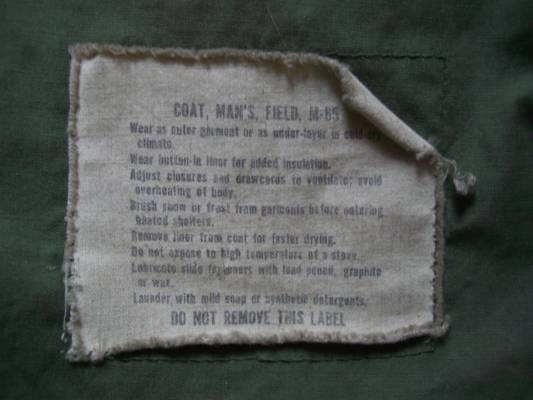 COAT, MAN'S, FIELD, M-65
Wear as outer garment or as under-layer in cold-dry
climate.
Wear button-in liner for added insulation.
Adjust closures and drawcords to ventilate; avoid
overheating of body.
Brush snow or frost from garments before entering
heated shelters.
Remove liner from coat for faster drying.
Do not expose to high temperature of a stove.
Lubricate slide fasteners with lead pencil, graphite
or wax.
Launder, with mild soap or synthetic detergents.
DO NOT REMOVE THIS LABEL